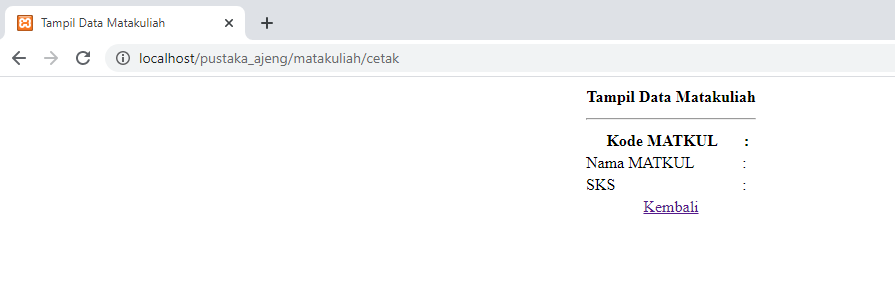 Tampil Data Matakuliah
localhost/pustaka_ajeng/matakuliah/cetak
Tampil Data Matakuliah
Kode MATKUL :
Nama MATKUL :
SKS :
Kembali